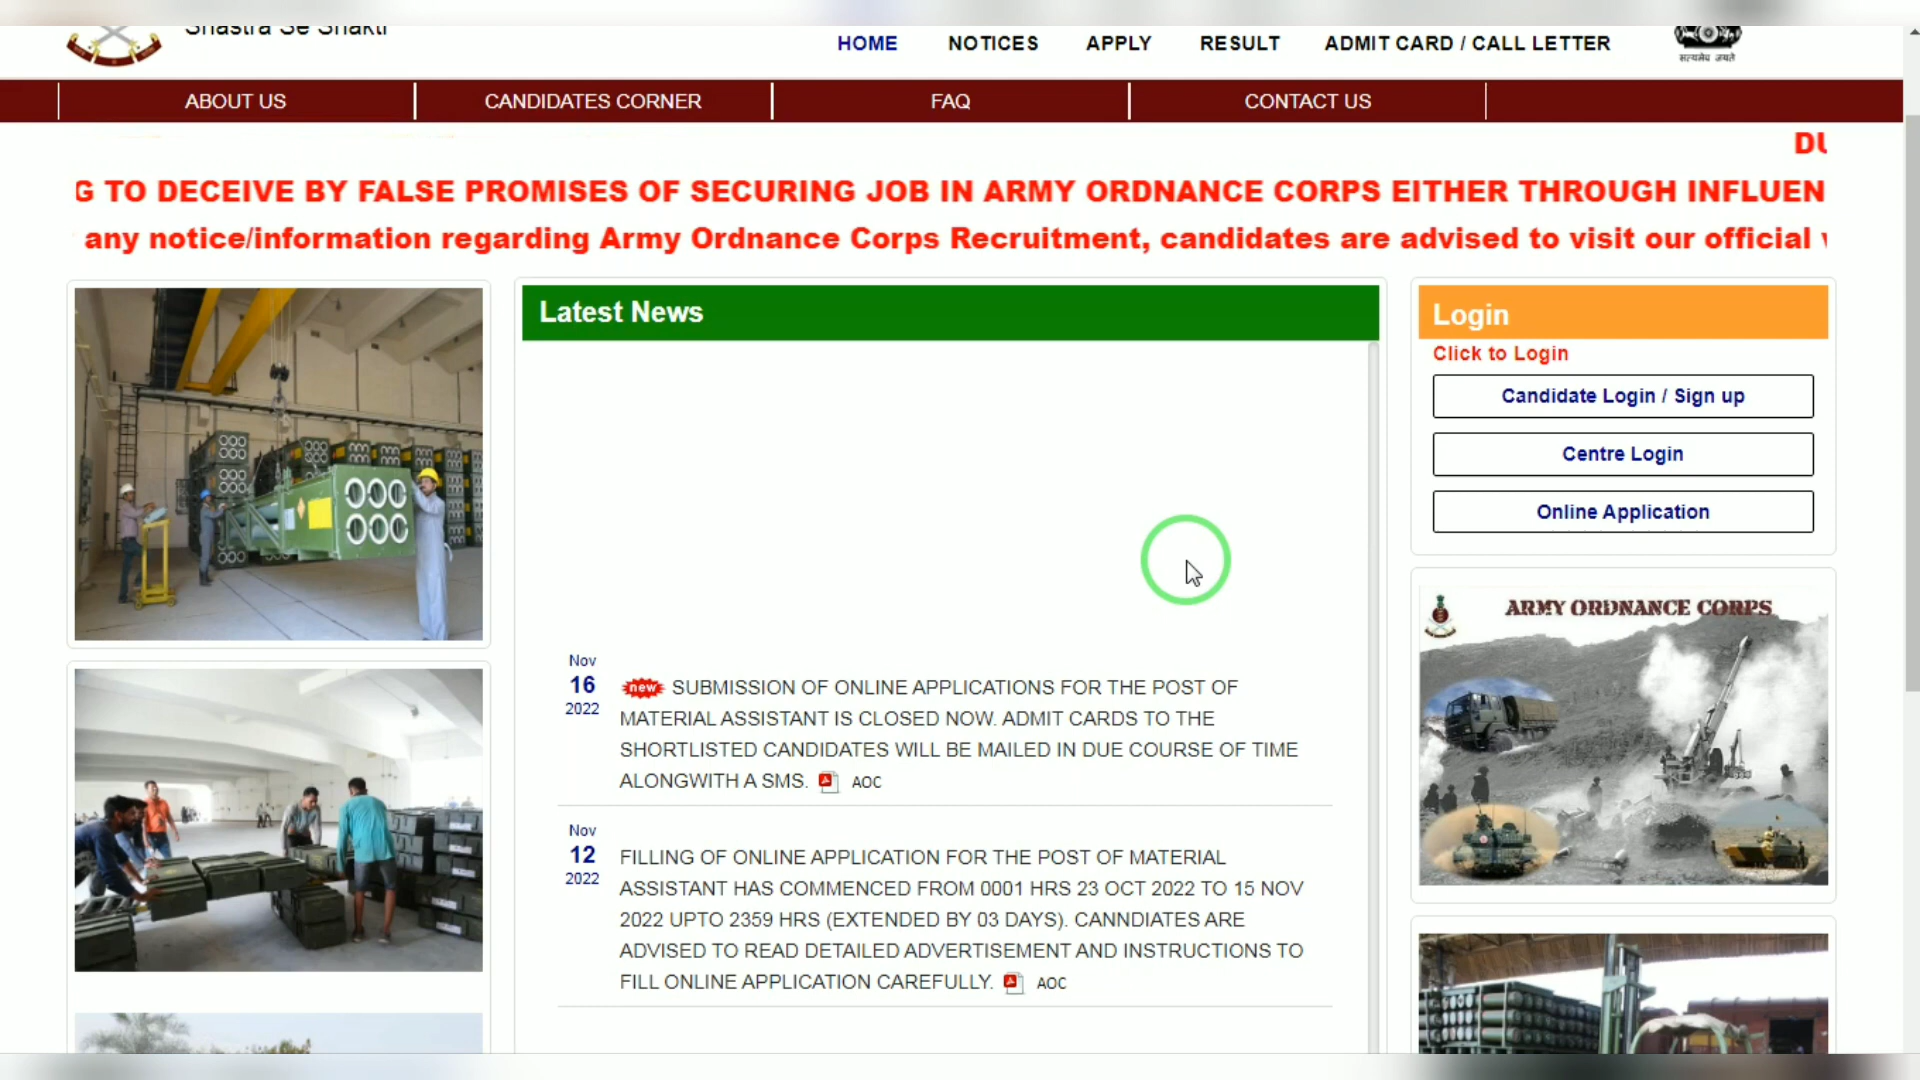 Shastra Se Shakti
HOME NOTICES APPLY RESULT ADMIT CARD / CALL LETTER
सत्यमेव जयते
ABOUT US CANDIDATES CORNER FAQ CONTACT US
DU
G TO DECEIVE BY FALSE PROMISES OF SECURING JOB IN ARMY ORDNANCE CORPS EITHER THROUGH INFLUEN
any notice/information regarding Army Ordnance Corps Recruitment, candidates are advised to visit our official
Latest News
Nov
16
2022
new SUBMISSION OF ONLINE APPLICATIONS FOR THE POST OF
MATERIAL ASSISTANT IS CLOSED NOW. ADMIT CARDS TO THE
SHORTLISTED CANDIDATES WILL BE MAILED IN DUE COURSE OF TIME
ALONGWITH A SMS. AOC
Nov
12
2022
FILLING OF ONLINE APPLICATION FOR THE POST OF MATERIAL
ASSISTANT HAS COMMENCED FROM 0001 HRS 23 OCT 2022 TO 15 NOV
2022 UPTO 2359 HRS (EXTENDED BY 03 DAYS). CANNDIATES ARE
ADVISED TO READ DETAILED ADVERTISEMENT AND INSTRUCTIONS TO
FILL ONLINE APPLICATION CAREFULLY. AOC
Login
Click to Login
Candidate Login / Sign up
Centre Login
Online Application
ARMY ORDNANCE CORPS